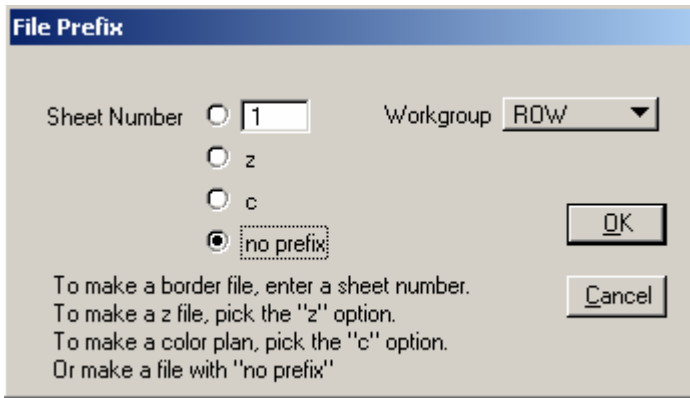 File Prefix
Sheet Number 1 Workgroup ROW
z
c
no prefix
OK
To make a border file, enter a sheet number.
To make a z file, pick the "z" option.
Cancel
To make a color plan, pick the "c" option.
Or make a file with "no prefix"